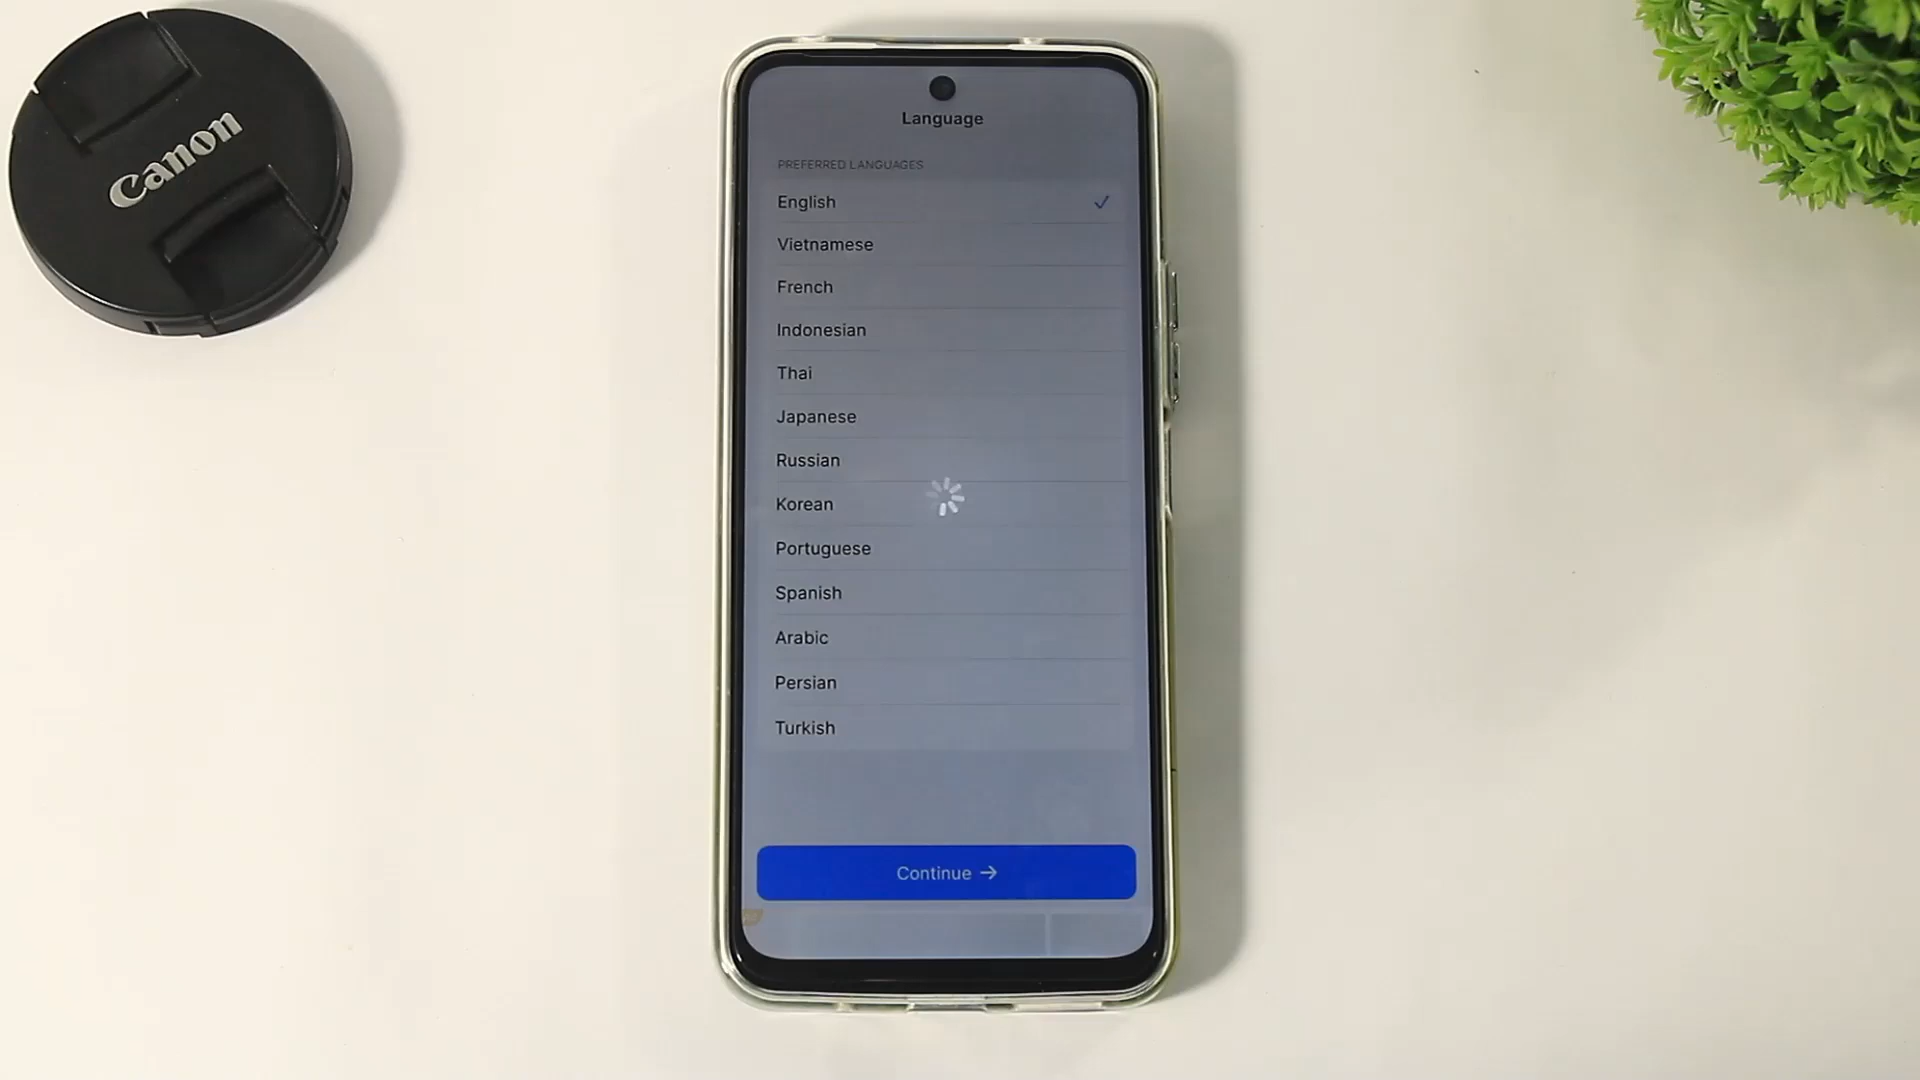 Canon
Language
PREFERRED LANGUAGES
English
Vietnamese
French
Indonesian
Thai
Japanese
Russian
Korean
Portuguese
Spanish
Arabic
Persian
Turkish
Continue →